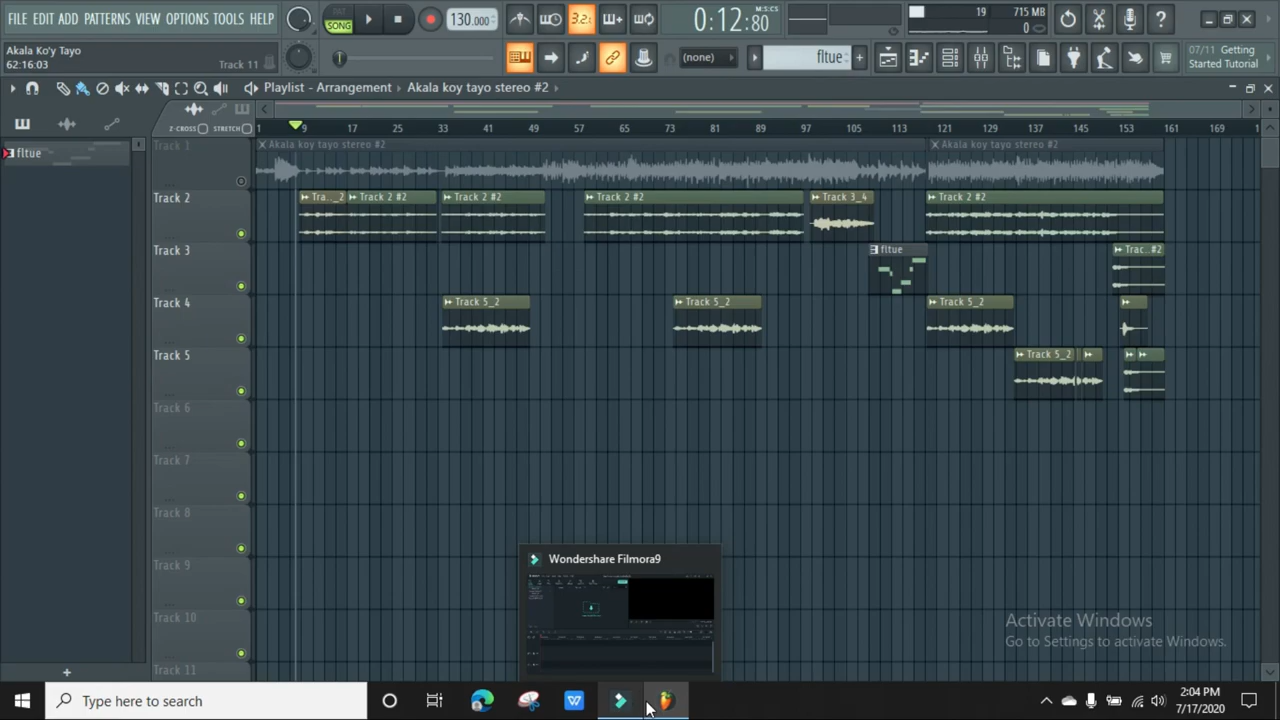 FILE EDIT ADD PATTERNS VIEW OPTIONS TOOLS HELP
PAT
SONG
130.000
3.2
0:12:80
M:S:CS
19
715 MB
0
Akala Ko'y Tayo
62:16:03
Track 11
(none)
fltue
07/11 Getting
Started Tutorial
Playlist - Arrangement
Akala koy tayo stereo #2
Z-CROSS
STRETCH
1 9 17 25 33 41 49 57 65 73 81 89 97 105 113 121 129 137 145 153 161 169
fltue
Track 1
Akala koy tayo stereo #2
Akala koy tayo stereo #2
Track 2
Tra..._2
Track 2 #2
Track 2 #2
Track 2 #2
Track 3_4
Track 2 #2
Track 3
fltue
Trac..#2
Track 4
Track 5_2
Track 5_2
Track 5_2
Track 5
Track 5_2
Track 6
Track 7
Track 8
Track 9
Track 10
Track 11
Wondershare Filmora9
Activate Windows
Go to Settings to activate Windows.
Type here to search
2:04 PM
7/17/2020